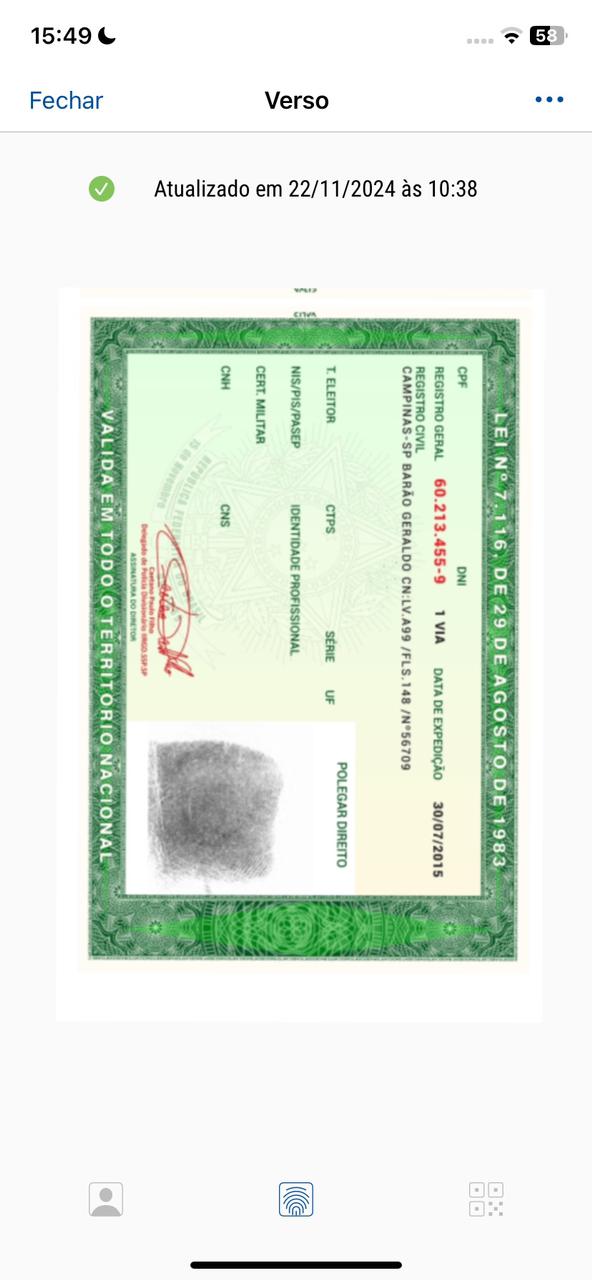 15:49
58
Fechar
Verso
Atualizado em 22/11/2024 às 10:38
LEI Nº 7.116, DE 29 DE AGOSTO DE 1983
CPF DNI
REGISTRO GERAL 60.213.455-9 1 VIA DATA DE EXPEDIÇÃO 30/07/2015
REGISTRO CIVIL
CAMPINAS-SP BARÃO GERALDO CN:LV.A99 /FLS.148 /Nº56709
T. ELEITOR CTPS SÉRIE UF
POLEGAR DIREITO
NIS/PIS/PASEP IDENTIDADE PROFISSIONAL
CERT. MILITAR
CNH CNS
Caetano Paulo Filho
Delegado de Polícia Divisionário IIRGD.SSP.SP
ASSINATURA DO DIRETOR
VÁLIDA EM TODO O TERRITÓRIO NACIONAL